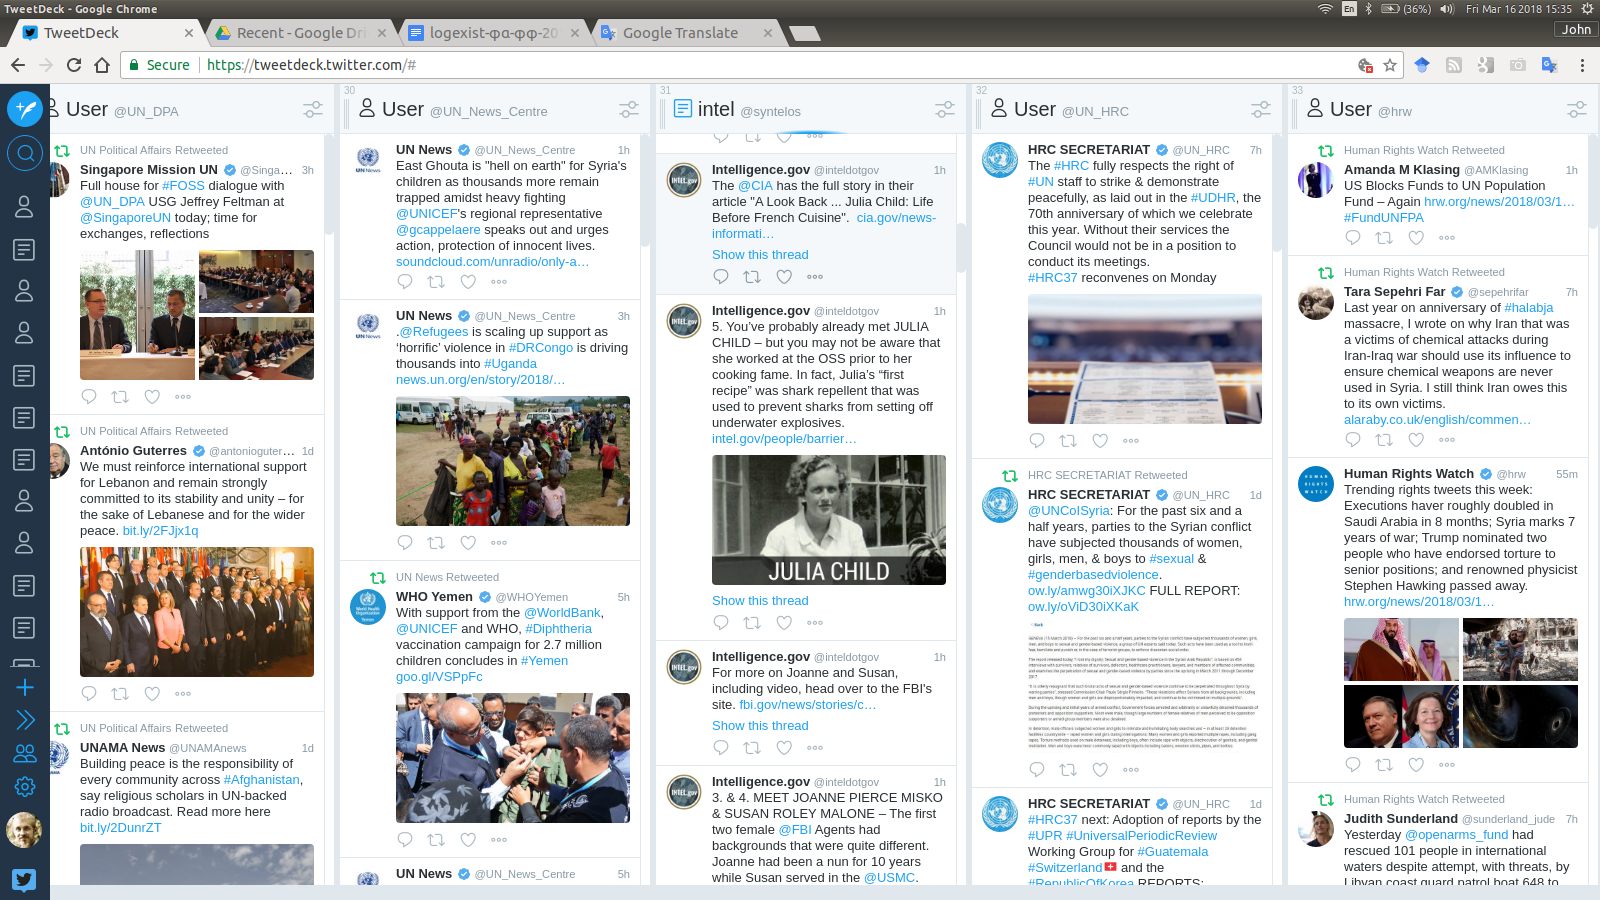 TweetDeck - Google Chrome
En
(36%)
Fri Mar 16 2018 15:35
TweetDeck
Recent - Google Dri
logexist-φα-φφ-20
Google Translate
John
Secure
https://tweetdeck.twitter.com/#
User @UN_DPA
UN Political Affairs Retweeted
Singapore Mission UN @Singa... 3h
Full house for #FOSS dialogue with
@UN_DPA USG Jeffrey Feltman at
@SingaporeUN today; time for
exchanges, reflections
UN Political Affairs Retweeted
António Guterres @antonioguter... 1d
We must reinforce international support
for Lebanon and remain strongly
committed to its stability and unity – for
the sake of Lebanese and for the wider
peace. bit.ly/2FJjx1q
UN Political Affairs Retweeted
UNAMA News @UNAMAnews 1d
Building peace is the responsibility
of every community across #Afghanistan,
say religious scholars in UN-backed
radio broadcast. Read more here
bit.ly/2DunrZT
30
User @UN_News_Centre
UN News @UN_News_Centre 1h
East Ghouta is "hell on earth" for Syria's
children as thousands more remain
trapped amidst heavy fighting
@UNICEF's regional representative
@gcappelaere speaks out and urges
action, protection of innocent lives.
soundcloud.com/unradio/only-a…
UN News @UN_News_Centre 3h
.@Refugees is scaling up support as
‘horrific’ violence in #DRCongo is driving
thousands into #Uganda
news.un.org/en/story/2018/…
UN News Retweeted
WHO Yemen @WHOYemen 5h
With support from the @WorldBank,
@UNICEF and WHO, #Diphtheria
vaccination campaign for 2.7 million
children concludes in #Yemen
goo.gl/VSPpFc
UN News @UN_News_Centre 5h
31
intel @syntelos
Intelligence.gov @inteldotgov 1h
The @CIA has the full story in their
article "A Look Back ... Julia Child: Life
Before French Cuisine". cia.gov/news-
informati…
Show this thread
Intelligence.gov @inteldotgov 1h
5. You’ve probably already met JULIA
CHILD – but you may not be aware that
she worked at the OSS prior to her
cooking fame. In fact, Julia’s “first
recipe” was shark repellent that was
used to prevent sharks from setting off
underwater explosives.
intel.gov/people/barrier…
JULIA CHILD
Show this thread
Intelligence.gov @inteldotgov 1h
For more on Joanne and Susan,
including video, head over to the FBI's
site. fbi.gov/news/stories/c…
Show this thread
Intelligence.gov @inteldotgov 1h
3. & 4. MEET JOANNE PIERCE MISKO
& SUSAN ROLEY MALONE – The first
two female @FBI Agents had
backgrounds that were quite different.
Joanne had been a nun for 10 years
while Susan served in the @USMC.
32
User @UN_HRC
HRC SECRETARIAT @UN_HRC 7h
The #HRC fully respects the right of
#UN staff to strike & demonstrate
peacefully, as laid out in the #UDHR, the
70th anniversary of which we celebrate
this year. Without their services the
Council would not be in a position to
conduct its meetings.
#HRC37 reconvenes on Monday
HRC SECRETARIAT Retweeted
HRC SECRETARIAT @UN_HRC 1d
@UNCoISyria: For the past six and a
half years, parties to the Syrian conflict
have subjected thousands of women,
girls, men, & boys to #sexual &
#genderbasedviolence.
ow.ly/amwg30iXJKC FULL REPORT:
ow.ly/oViD30iXKaK
HRC SECRETARIAT @UN_HRC 1d
#HRC37 next: Adoption of reports by the
#UPR #UniversalPeriodicReview
Working Group for #Guatemala
#Switzerland and the
#RepublicOfKorea REPORTS:
33
User @hrw
Human Rights Watch Retweeted
Amanda M Klasing @AMKlasing 1h
US Blocks Funds to UN Population
Fund – Again hrw.org/news/2018/03/1…
#FundUNFPA
Human Rights Watch Retweeted
Tara Sepehri Far @sepehrifar 7h
Last year on anniversary of #halabja
massacre, I wrote on why Iran that was
a victims of chemical attacks during
Iran-Iraq war should use its influence to
ensure chemical weapons are never
used in Syria. I still think Iran owes this
to its own victims.
alaraby.co.uk/english/commen…
Human Rights Watch @hrw 55m
Trending rights tweets this week:
Executions haver roughly doubled in
Saudi Arabia in 8 months; Syria marks 7
years of war; Trump nominated two
people who have endorsed torture to
senior positions; and renowned physicist
Stephen Hawking passed away.
hrw.org/news/2018/03/1…
Human Rights Watch Retweeted
Judith Sunderland @sunderland_jude 7h
Yesterday @openarms_fund had
rescued 101 people in international
waters despite attempt, with threats, by
Libyan coast guard patrol boat 648 to